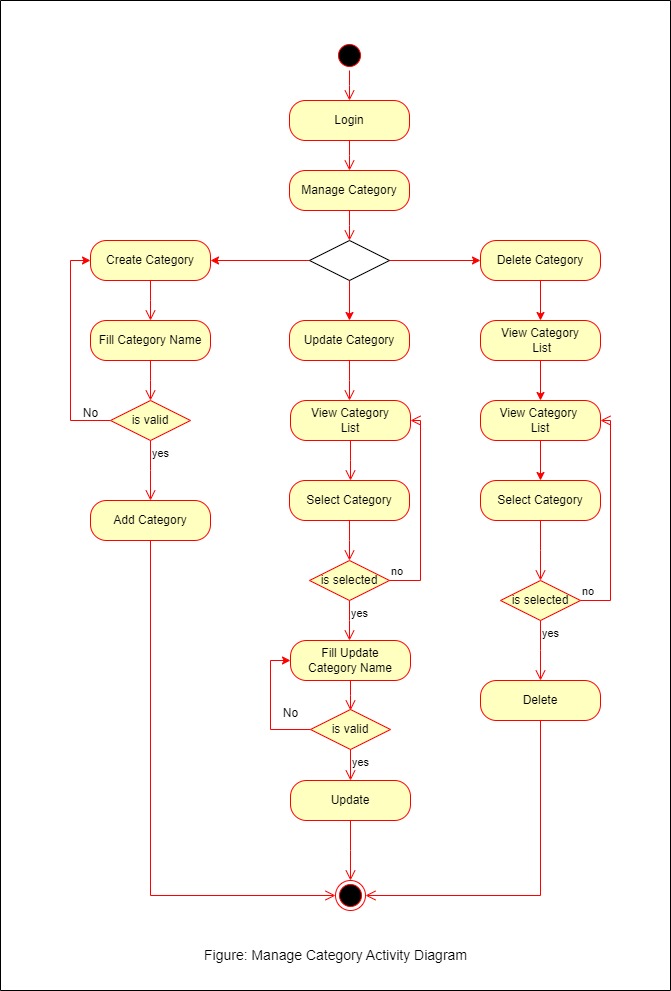 Login
Manage Category
Create Category
Delete Category
Fill Category Name
Update Category
View Category
List
No
is valid
yes
View Category
List
View Category
List
Add Category
Select Category
Select Category
is selected
no
yes
is selected
no
yes
Fill Update
Category Name
No
is valid
yes
Delete
Update
Figure: Manage Category Activity Diagram